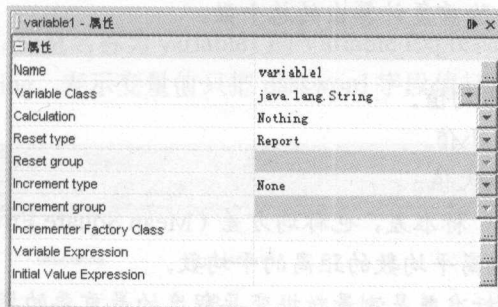 variable1 - 属性
属性
Name variable1
Variable Class java.lang.String ...
Calculation Nothing
Reset type Report
Reset group
Increment type None
Increment group
Incrementer Factory Class ...
Variable Expression ...
Initial Value Expression ...